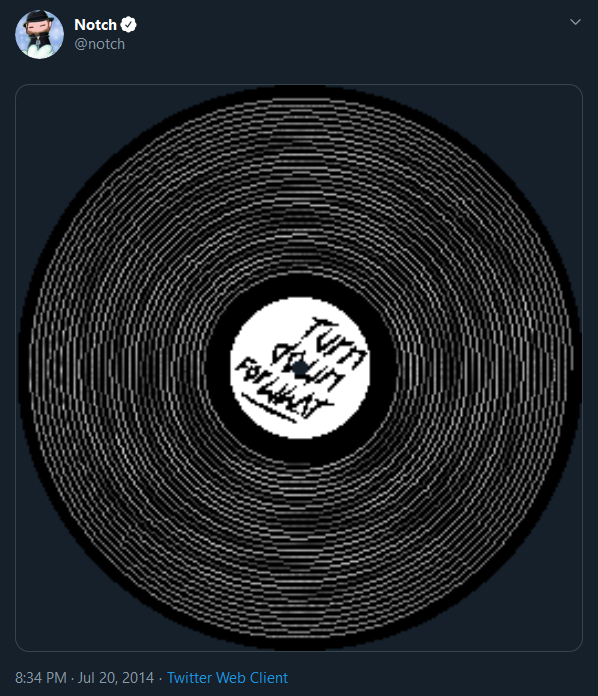 Notch
@notch
Turn
down
For WHAT
8:34 PM · Jul 20, 2014 · Twitter Web Client